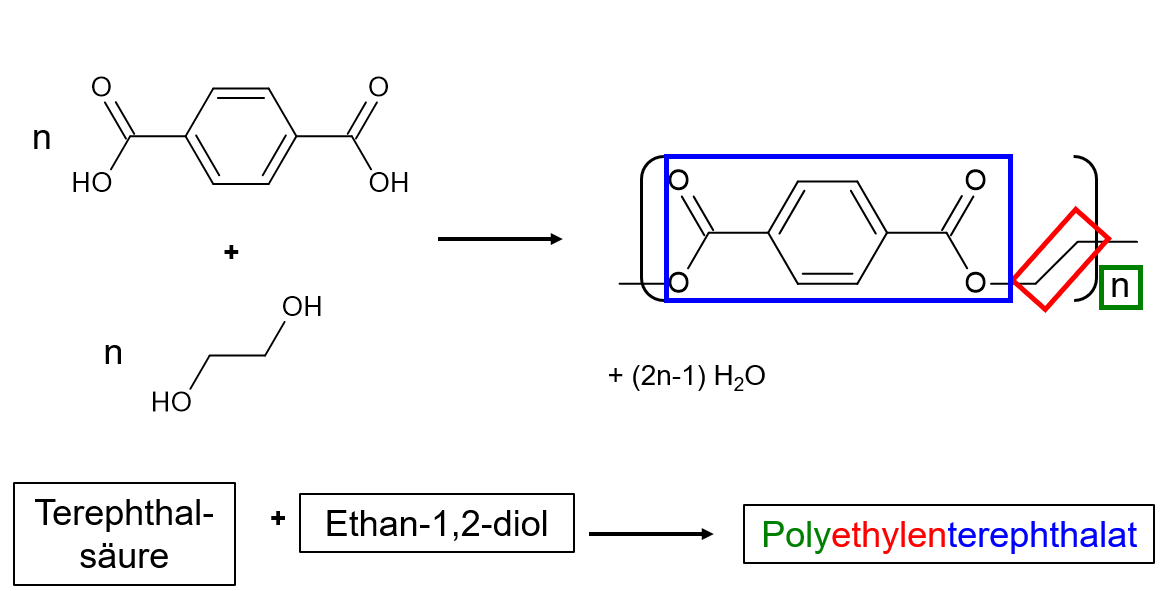 n
O
O
HO
OH
+
n
OH
HO
O
O
O
O
n
+ (2n-1) H₂O
Terephthal-
säure
+
Ethan-1,2-diol
Polyethylenterephthalat